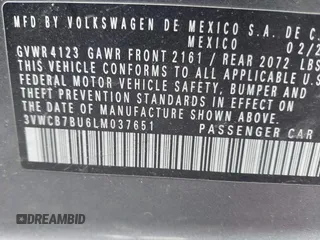 MFD BY VOLKSWAGEN DE MEXICO S.A. DE C.
MEXICO 02/2
GVWR 4123 GAWR FRONT 2161 / REAR 2072 LBS
THIS VEHICLE CONFORMS TO ALL APPLICABLE U.S
FEDERAL MOTOR VEHICLE SAFETY, BUMPER AND
THEFT PREVENTION STANDARDS IN EFFECT ON
THE DATE OF MANUFACTURE SHOWN ABOVE
3VWCB7BU6LM037651 PASSENGER CAR
DREAMBID